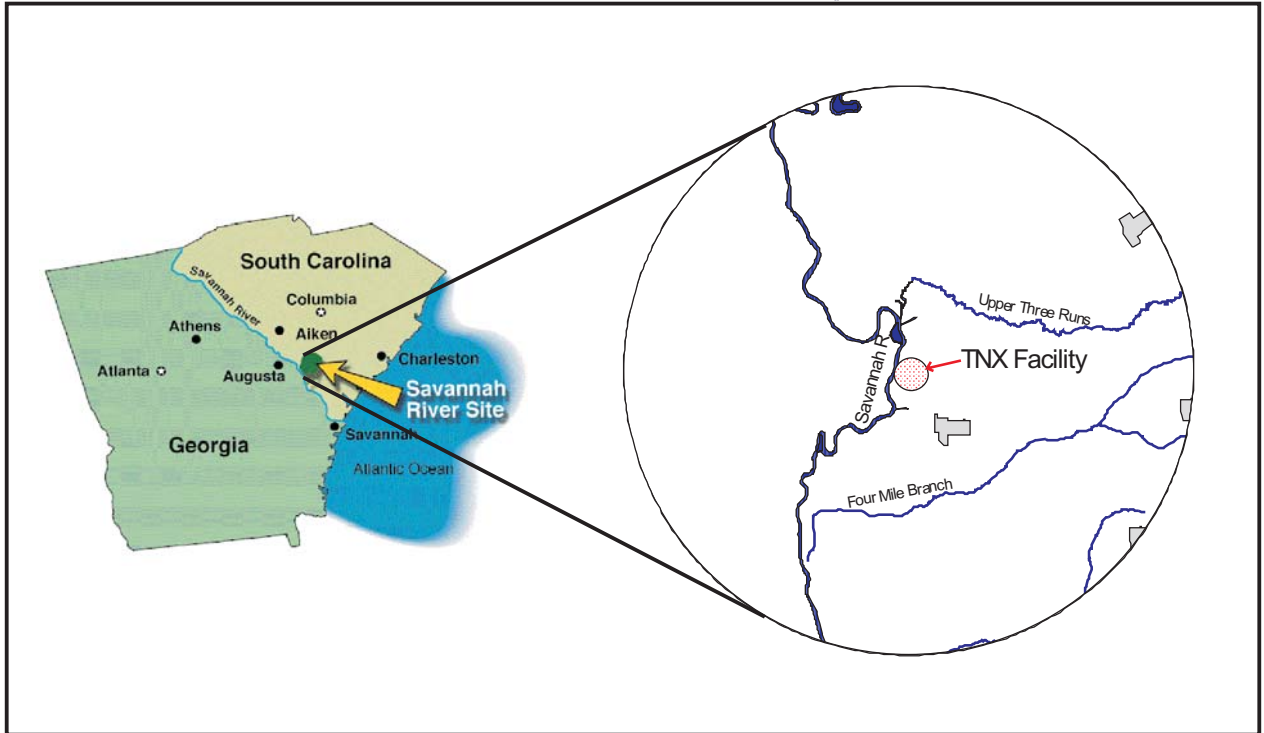 South Carolina
Savannah River
Columbia
Athens
Aiken
Atlanta
Augusta
Charleston
Savannah
River Site
Savannah
Georgia
Atlantic Ocean
Upper Three Runs
Savannah R
TNX Facility
Four Mile Branch